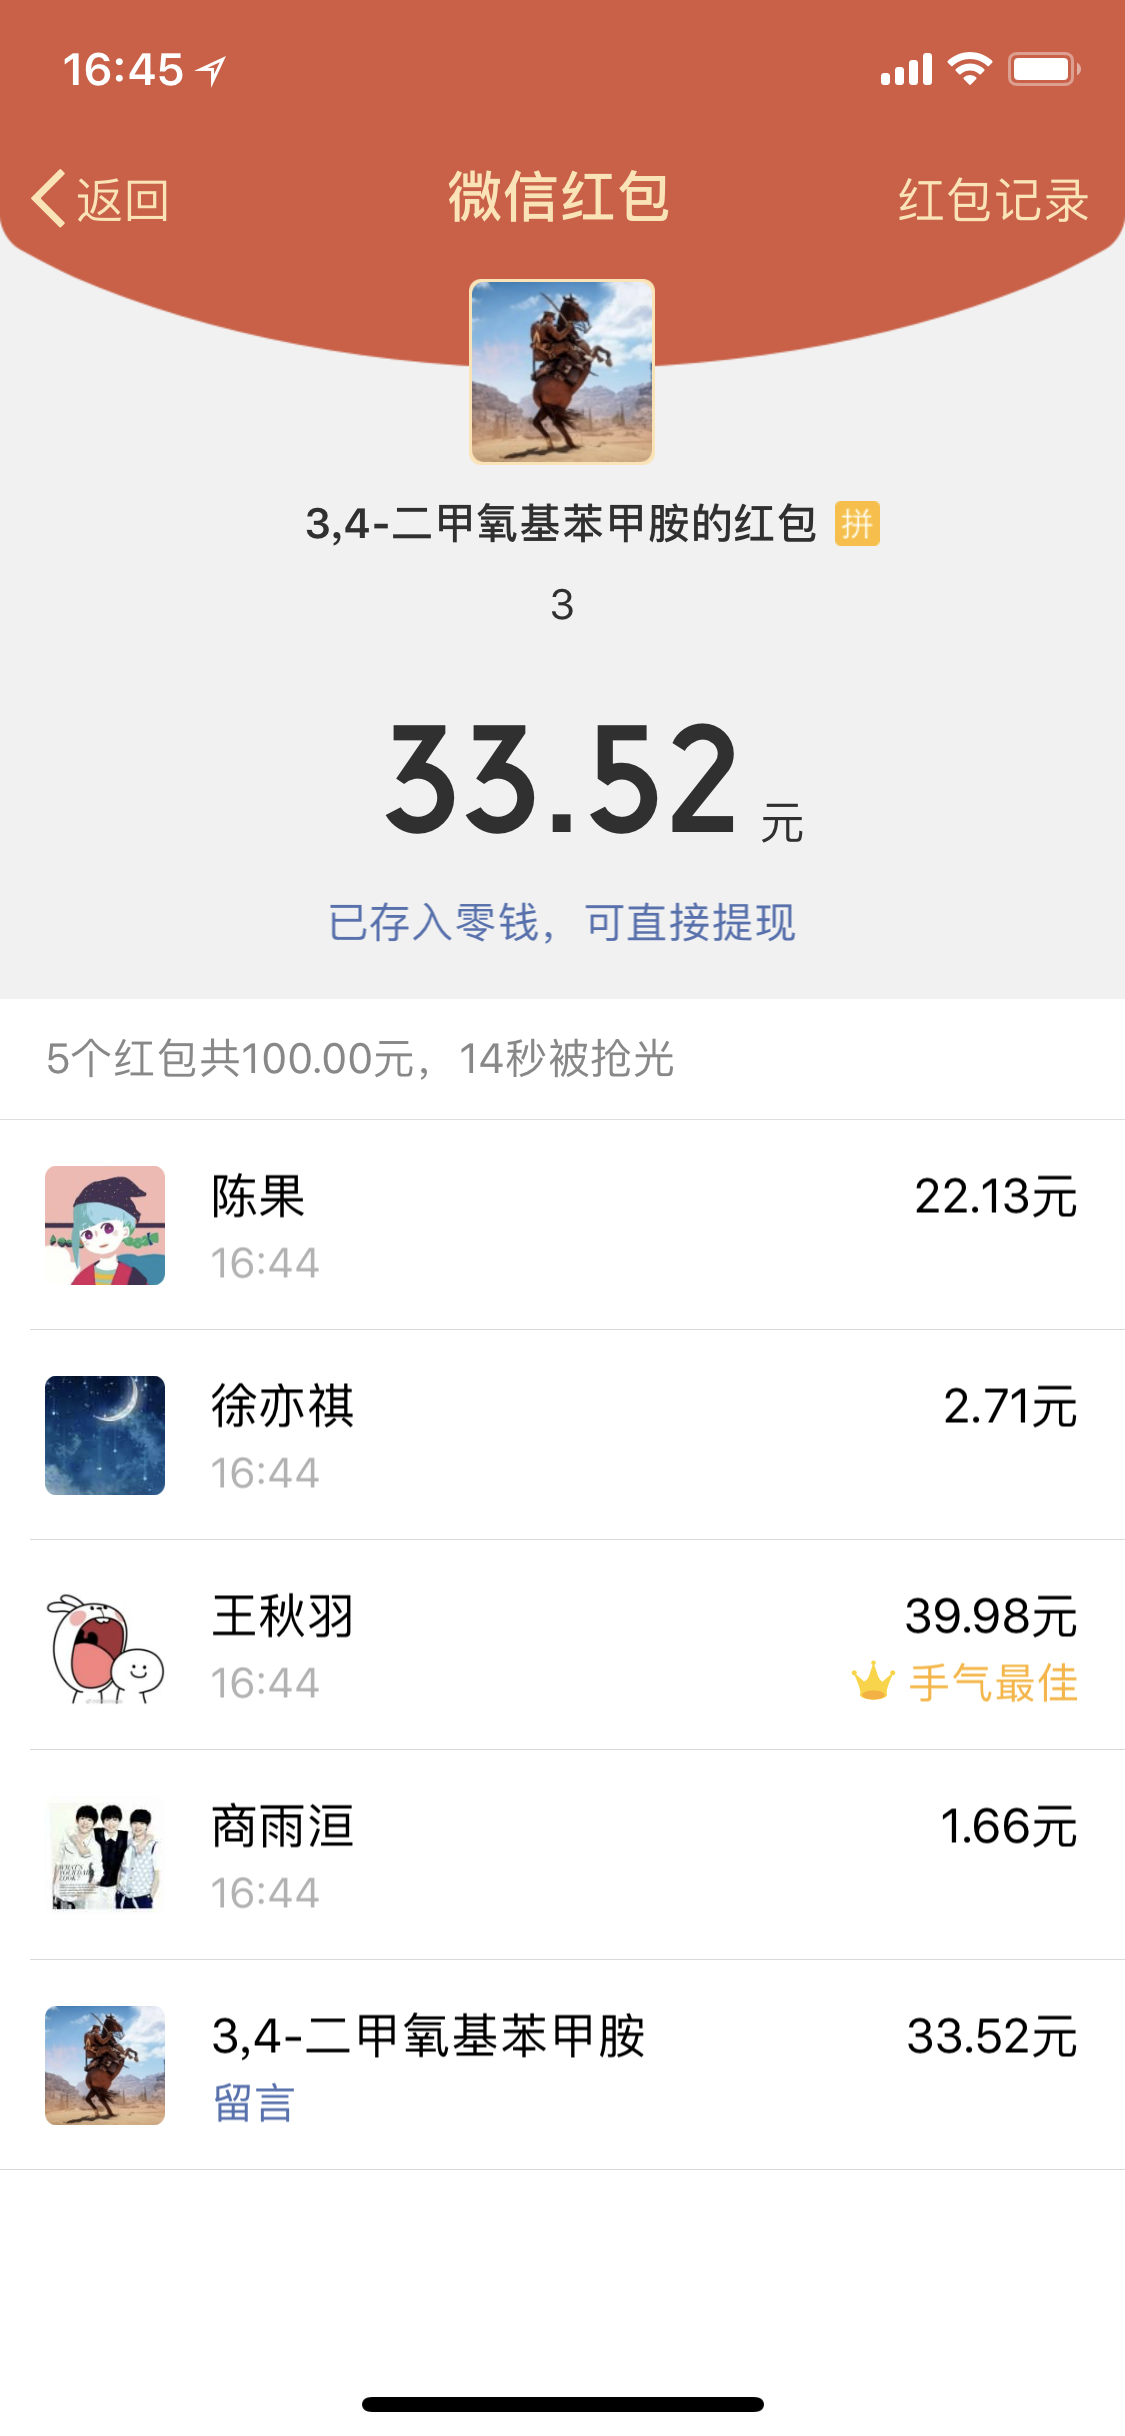 16:45
返回
微信红包
红包记录
3,4-二甲氧基苯甲胺的红包 拼
3
33.52 元
已存入零钱，可直接提现
5个红包共100.00元，14秒被抢光
陈果
22.13元
16:44
徐亦祺
2.71元
16:44
王秋羽
39.98元
16:44
手气最佳
商雨洹
1.66元
16:44
3,4-二甲氧基苯甲胺
33.52元
留言